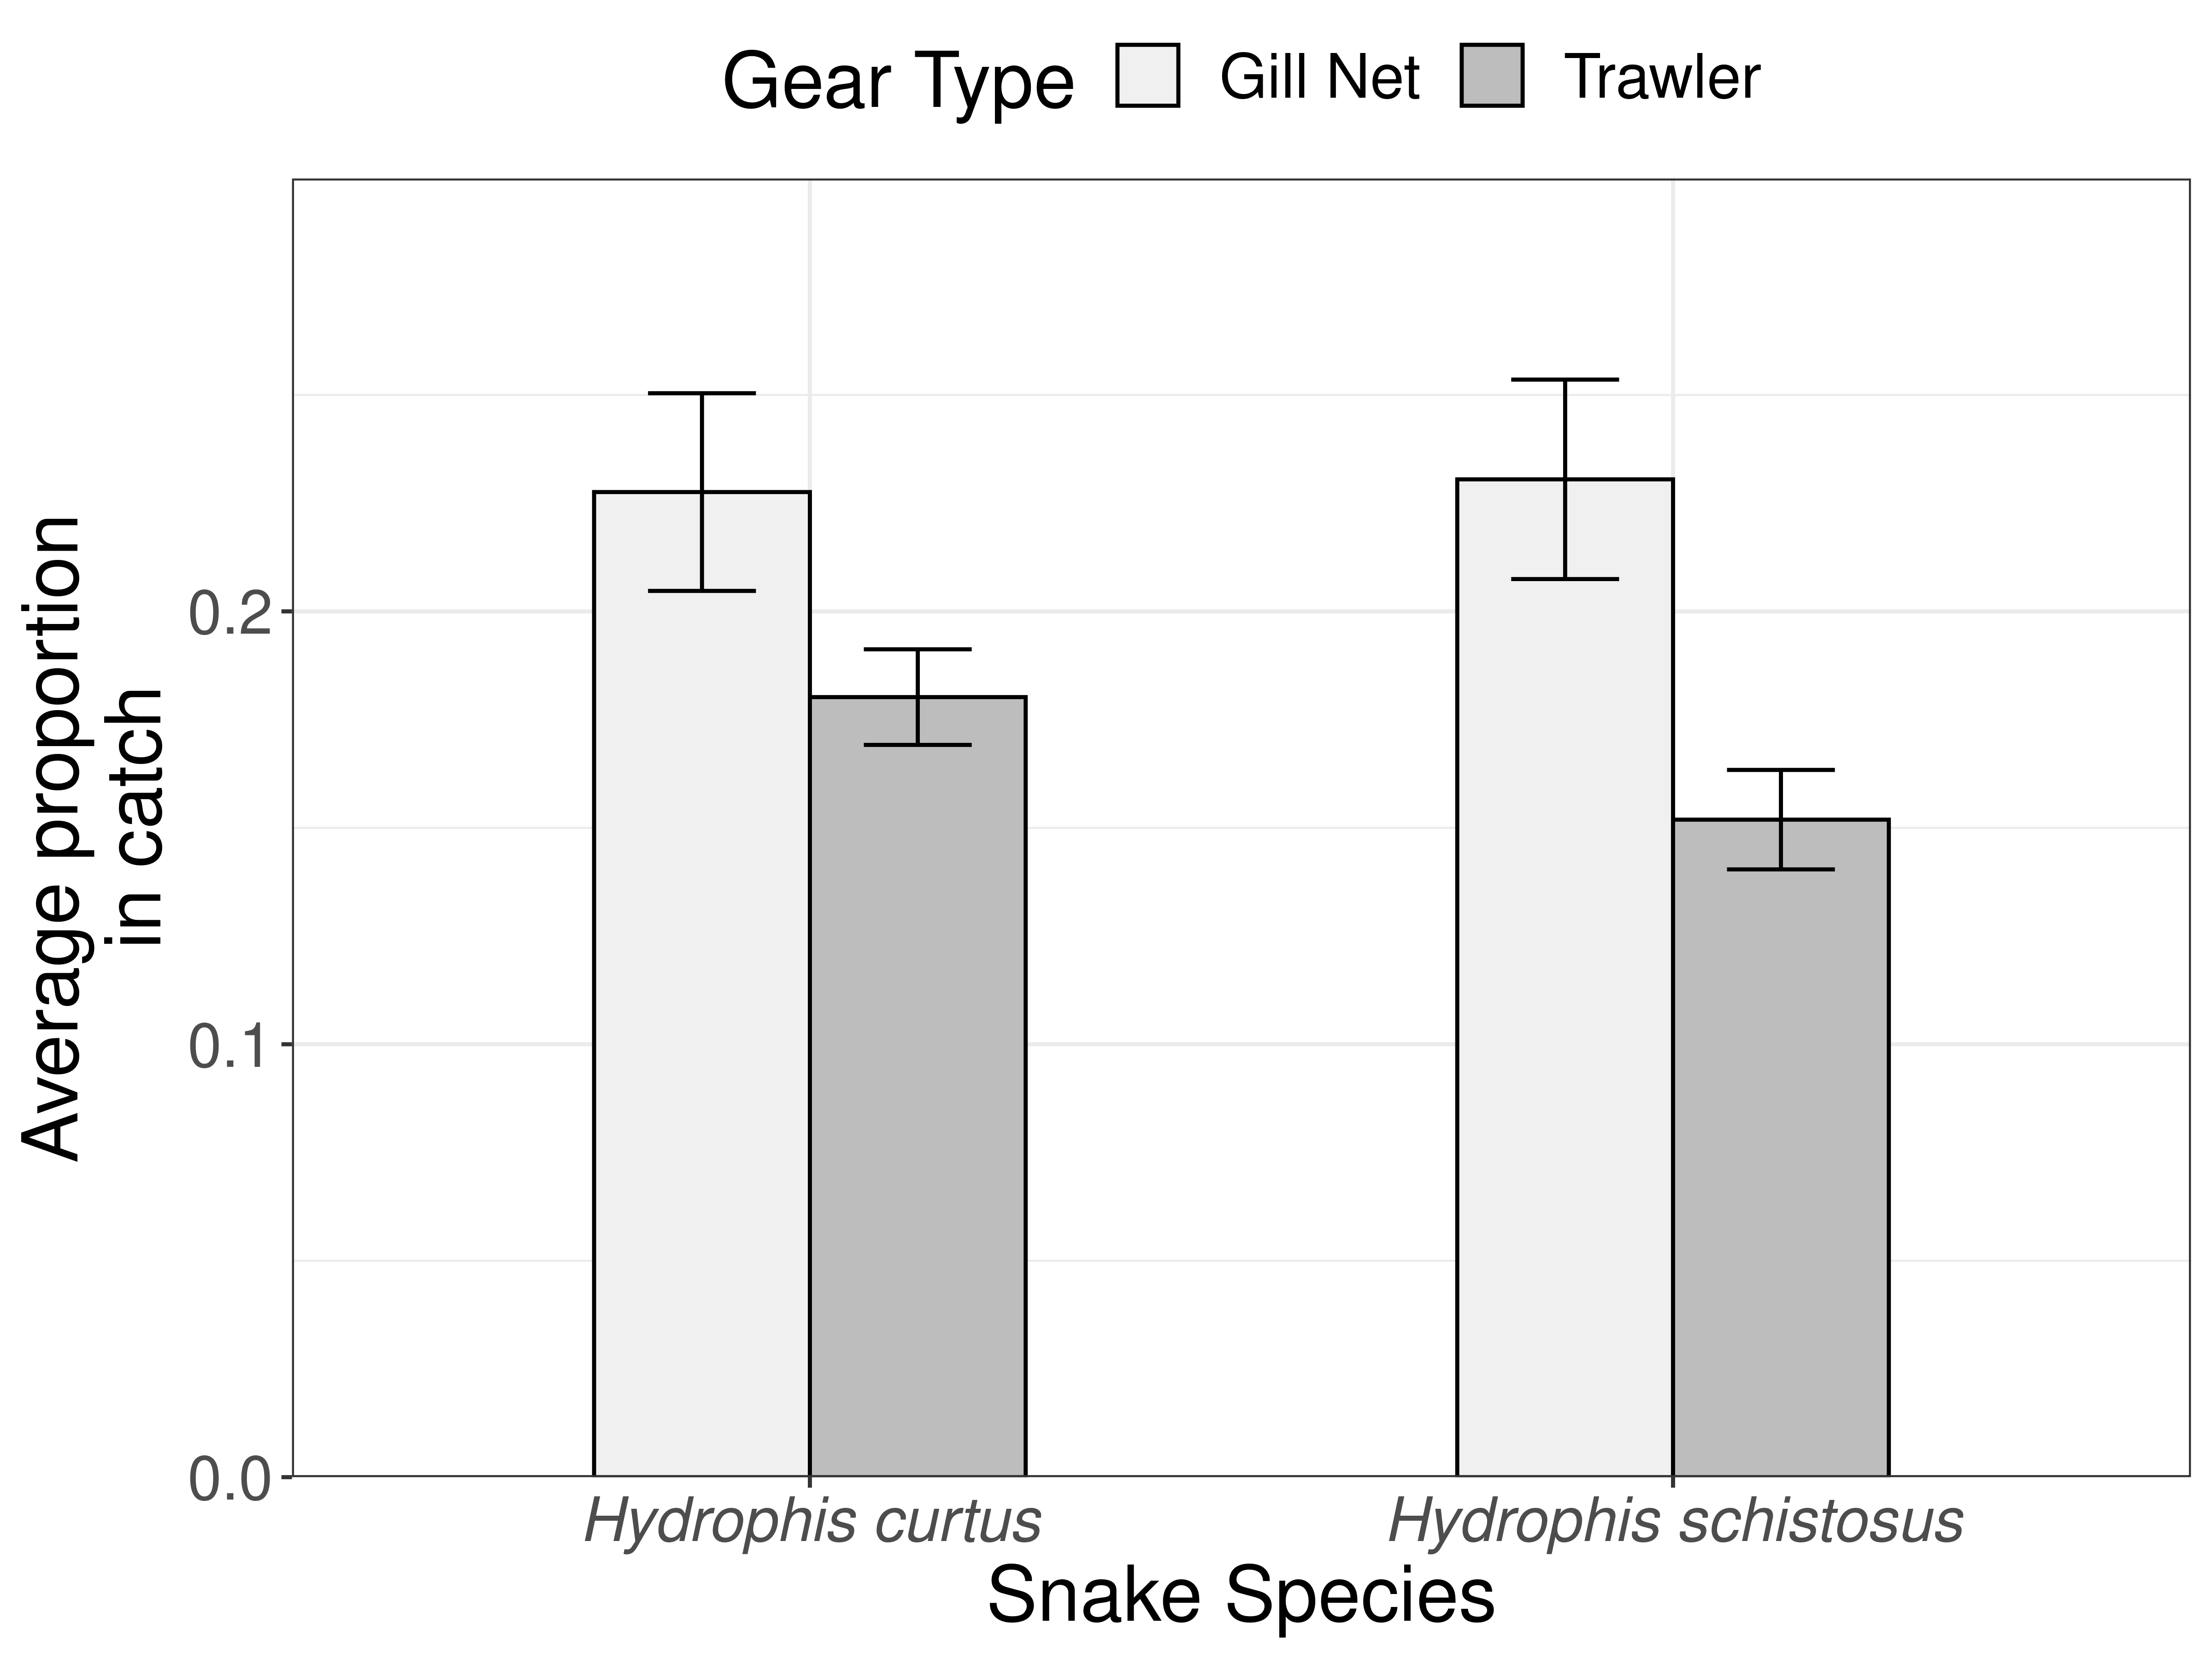 Gear Type Gill Net Trawler
Average proportion
in catch
0.2
0.1
0.0
Hydrophis curtus Hydrophis schistosus
Snake Species